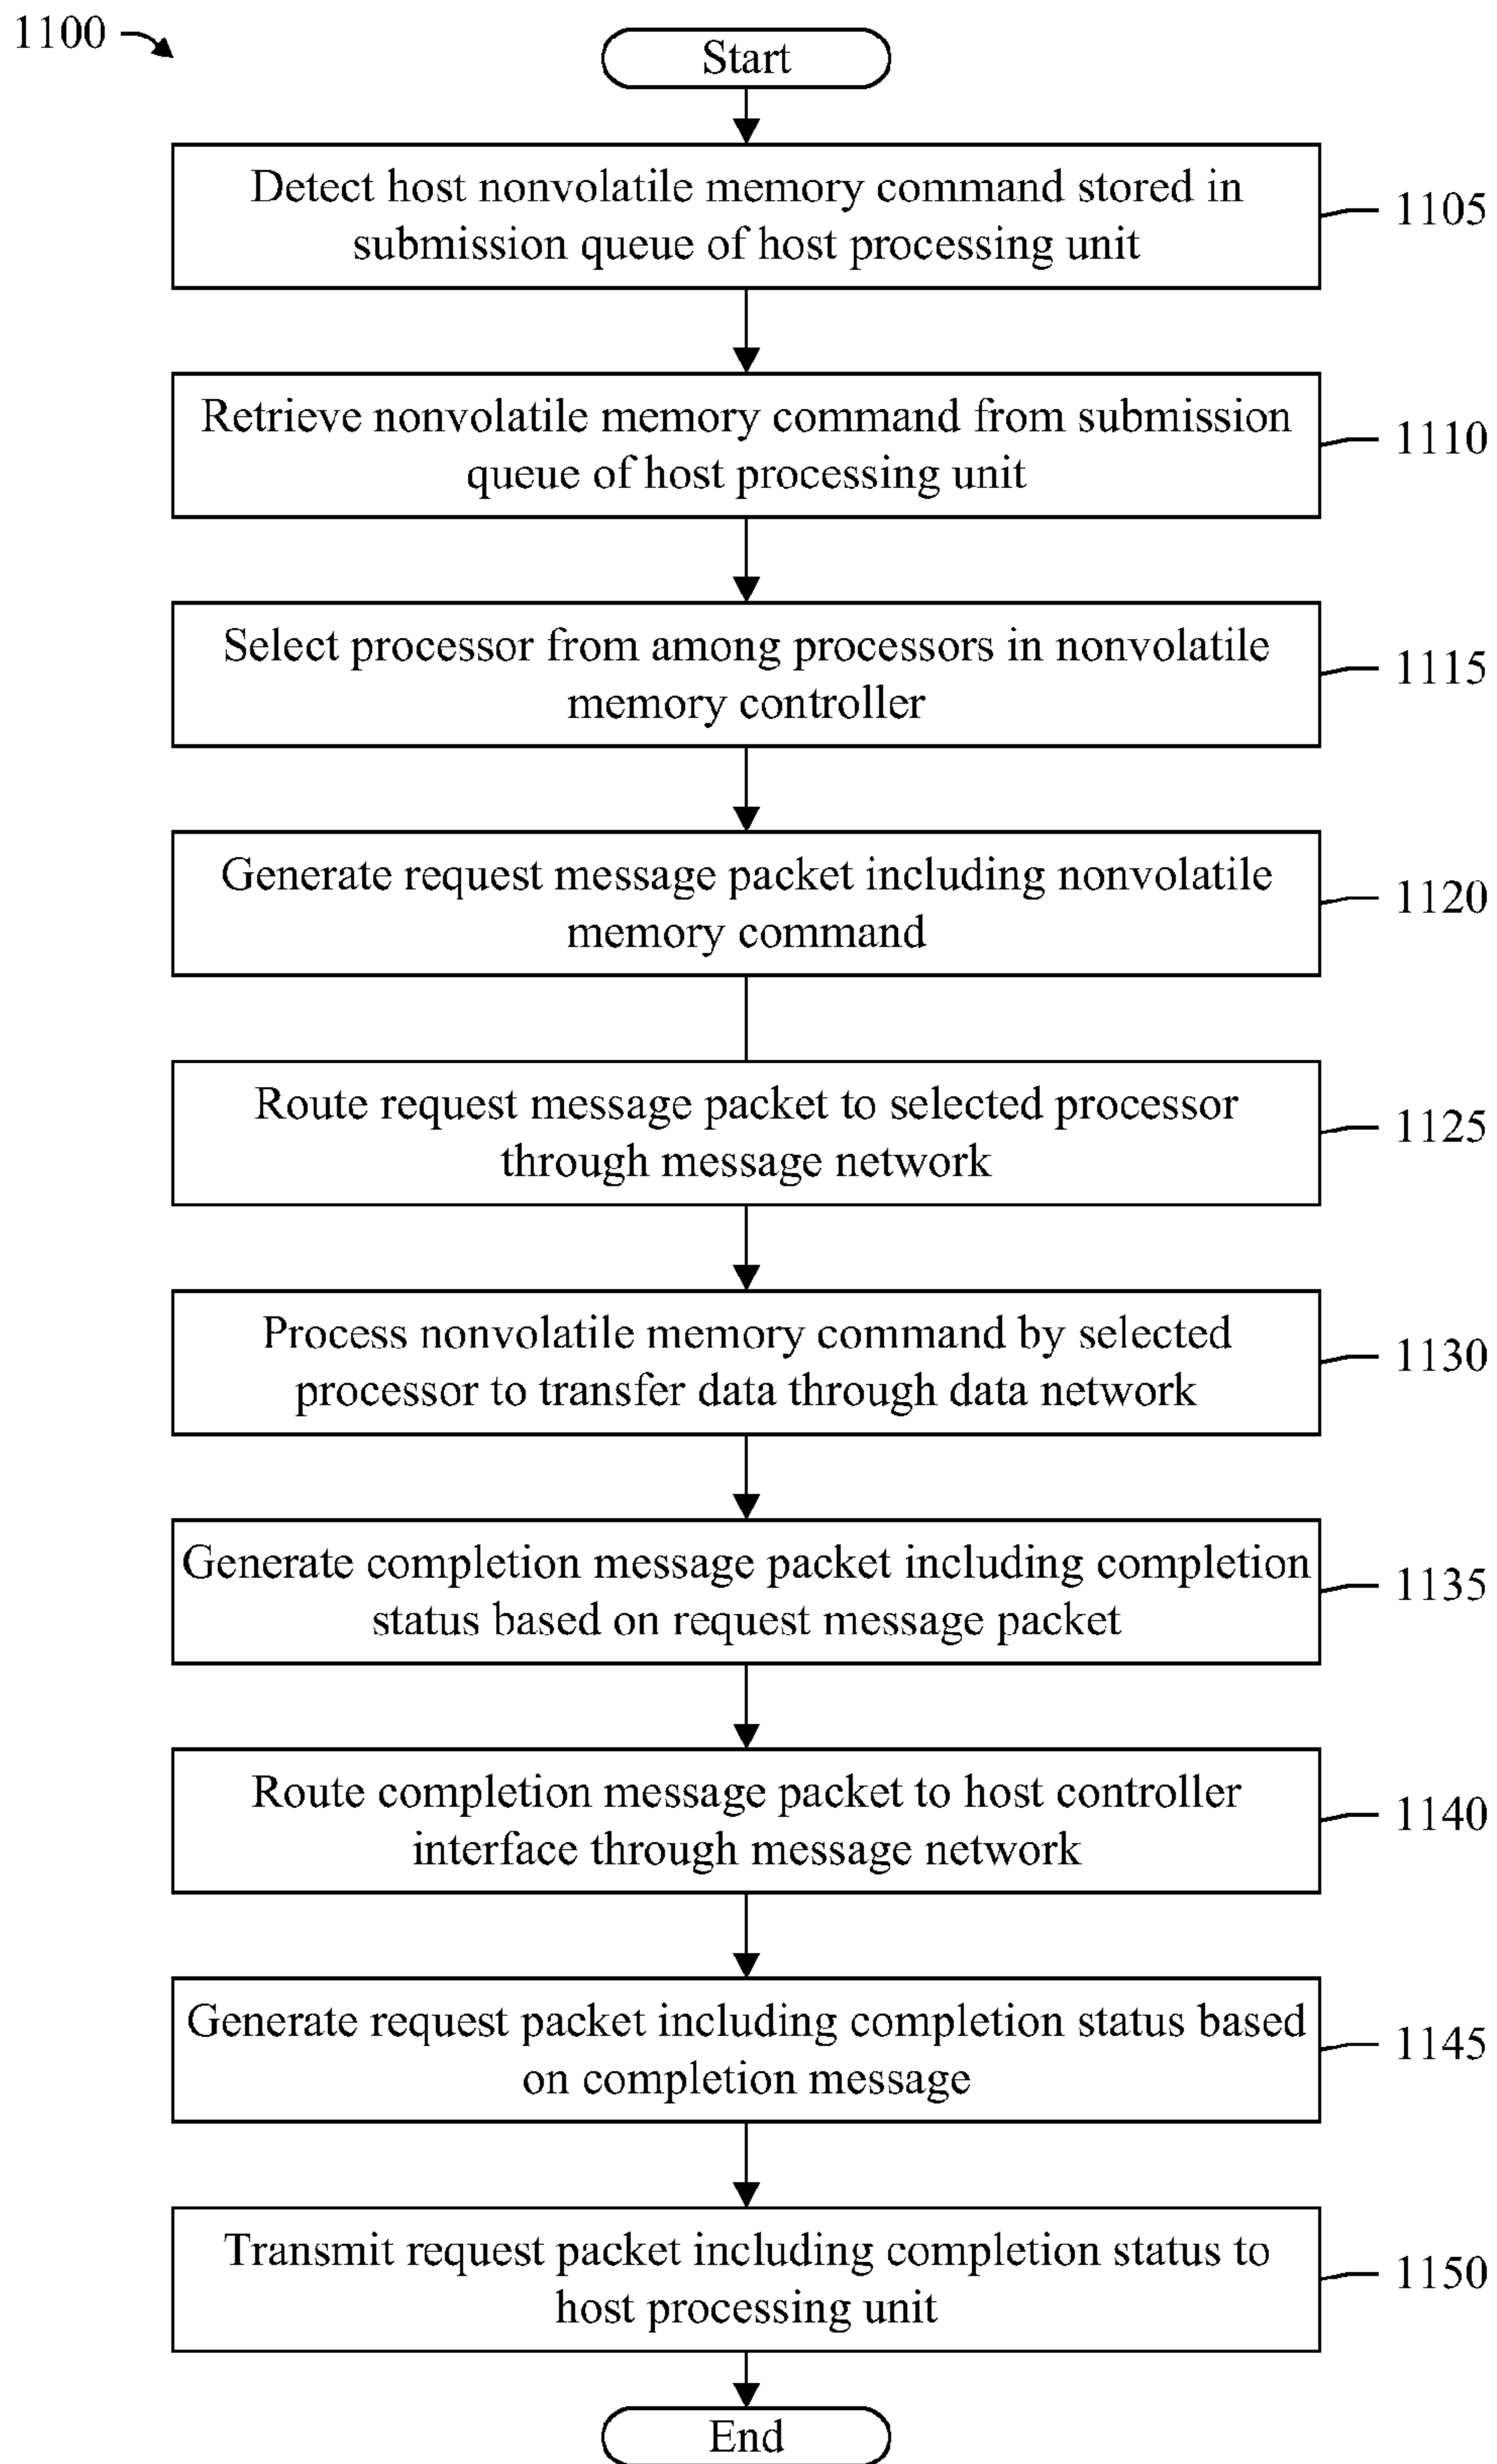 1100
Start
Detect host nonvolatile memory command stored in
submission queue of host processing unit
1105
Retrieve nonvolatile memory command from submission
queue of host processing unit
1110
Select processor from among processors in nonvolatile
memory controller
1115
Generate request message packet including nonvolatile
memory command
1120
Route request message packet to selected processor
through message network
1125
Process nonvolatile memory command by selected
processor to transfer data through data network
1130
Generate completion message packet including completion
status based on request message packet
1135
Route completion message packet to host controller
interface through message network
1140
Generate request packet including completion status based
on completion message
1145
Transmit request packet including completion status to
host processing unit
1150
End